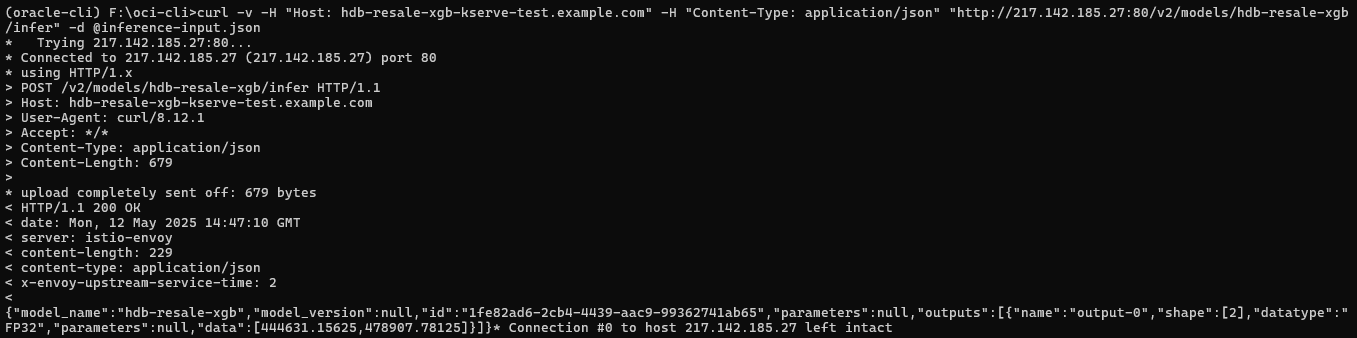 (oracle-cli) F:\oci-cli>curl -v -H "Host: hdb-resale-xgb-kserve-test.example.com" -H "Content-Type: application/json" "http://217.142.185.27:80/v2/models/hdb-resale-xgb
/infer" -d @inference-input.json
*   Trying 217.142.185.27:80...
* Connected to 217.142.185.27 (217.142.185.27) port 80
* using HTTP/1.x
> POST /v2/models/hdb-resale-xgb/infer HTTP/1.1
> Host: hdb-resale-xgb-kserve-test.example.com
> User-Agent: curl/8.12.1
> Accept: */*
> Content-Type: application/json
> Content-Length: 679
>
* upload completely sent off: 679 bytes
< HTTP/1.1 200 OK
< date: Mon, 12 May 2025 14:47:10 GMT
< server: istio-envoy
< content-length: 229
< content-type: application/json
< x-envoy-upstream-service-time: 2
<
{"model_name":"hdb-resale-xgb","model_version":null,"id":"1fe82ad6-2cb4-4439-aac9-99362741ab65","parameters":null,"outputs":[{"name":"output-0","shape":[2],"datatype":"
FP32","parameters":null,"data":[444631.15625,478907.78125]}]}* Connection #0 to host 217.142.185.27 left intact